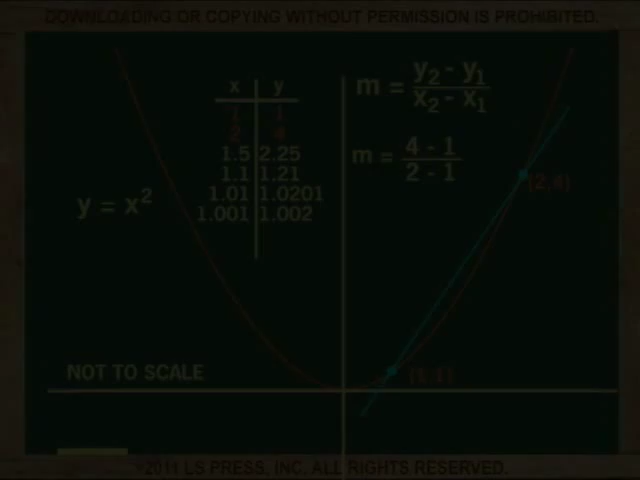 DOWNLOADING OR COPYING WITHOUT PERMISSION IS PROHIBITED.
x y
1 1
2 4
1.5 2.25
1.1 1.21
1.01 1.0201
1.001 1.002
y = x²
m = y₂ - y₁ / x₂ - x₁
m = 4 - 1 / 2 - 1
(2,4)
(1,1)
NOT TO SCALE
©2011 LS PRESS, INC. ALL RIGHTS RESERVED.